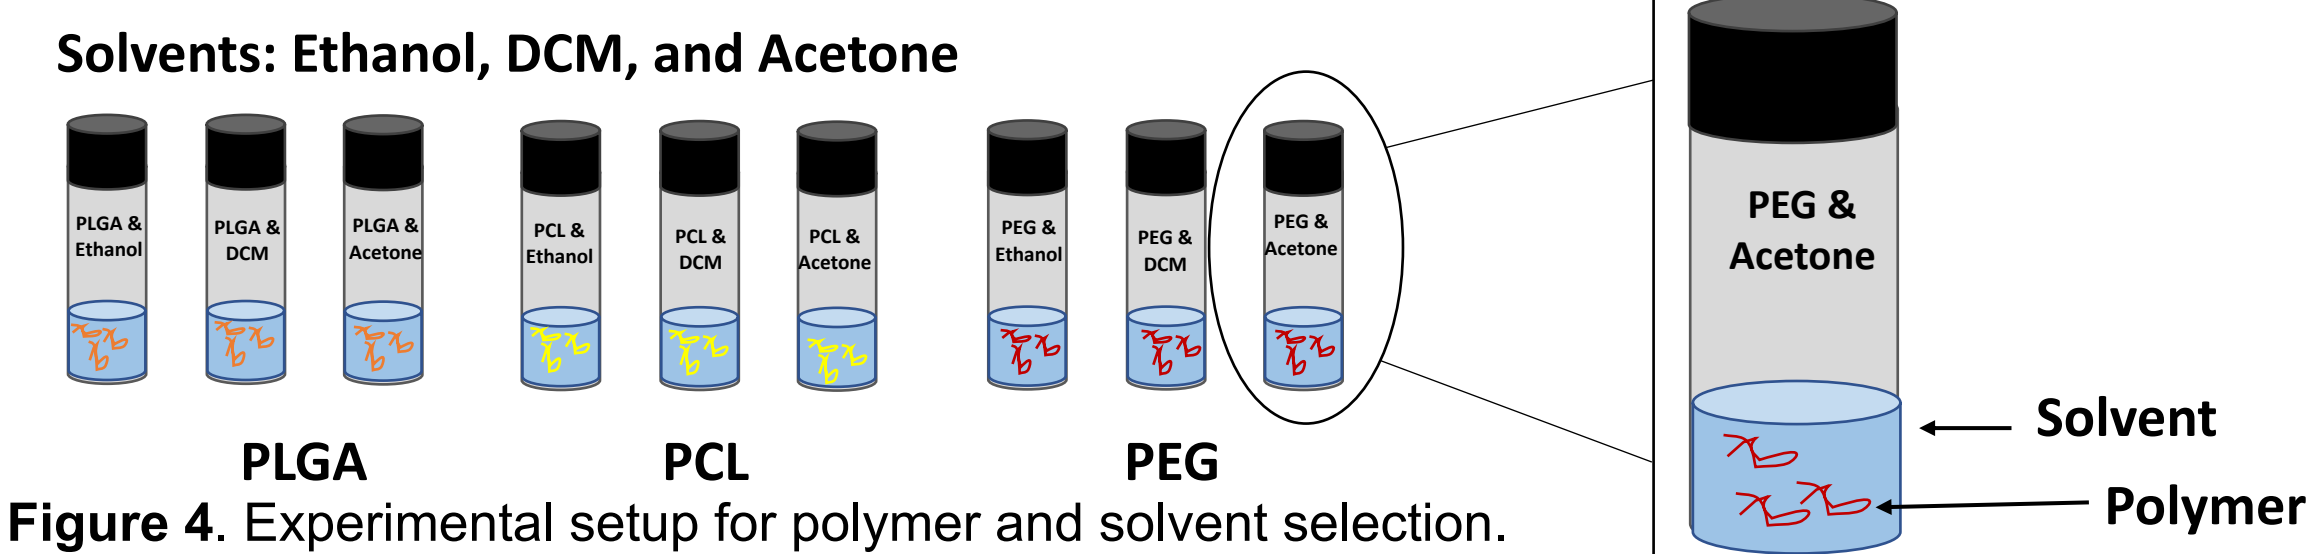 Solvents: Ethanol, DCM, and Acetone
PLGA &
Ethanol
PLGA &
DCM
PLGA &
Acetone
PCL &
Ethanol
PCL &
DCM
PCL &
Acetone
PEG &
Ethanol
PEG &
DCM
PEG &
Acetone
PLGA
PCL
PEG
PEG &
Acetone
Solvent
Polymer
Figure 4. Experimental setup for polymer and solvent selection.